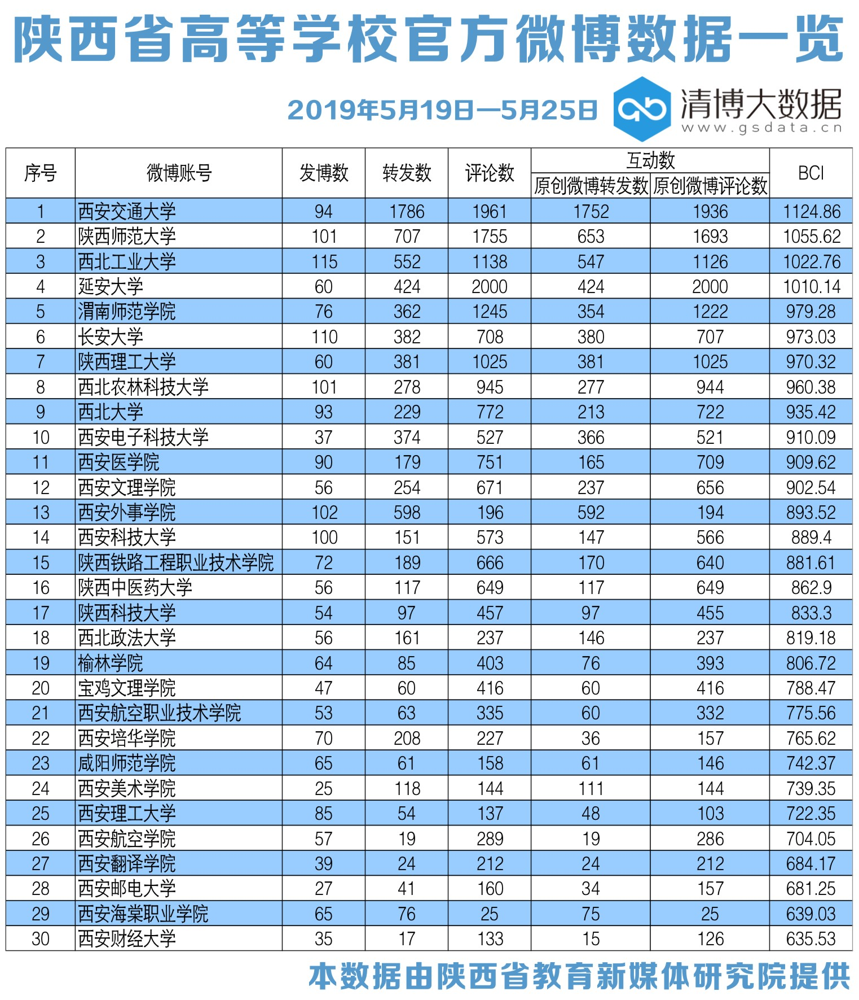 陕西省高等学校官方微博数据一览
2019年5月19日—5月25日
清博大数据
www.gsdata.cn
序号 微博账号 发博数 转发数 评论数 互动数 BCI
原创微博转发数 原创微博评论数
1 西安交通大学 94 1786 1961 1752 1936 1124.86
2 陕西师范大学 101 707 1755 653 1693 1055.62
3 西北工业大学 115 552 1138 547 1126 1022.76
4 延安大学 60 424 2000 424 2000 1010.14
5 渭南师范学院 76 362 1245 354 1222 979.28
6 长安大学 110 382 708 380 707 973.03
7 陕西理工大学 60 381 1025 381 1025 970.32
8 西北农林科技大学 101 278 945 277 944 960.38
9 西北大学 93 229 772 213 722 935.42
10 西安电子科技大学 37 374 527 366 521 910.09
11 西安医学院 90 179 751 165 709 909.62
12 西安文理学院 56 254 671 237 656 902.54
13 西安外事学院 102 598 196 592 194 893.52
14 西安科技大学 100 151 573 147 566 889.4
15 陕西铁路工程职业技术学院 72 189 666 170 640 881.61
16 陕西中医药大学 56 117 649 117 649 862.9
17 陕西科技大学 54 97 457 97 455 833.3
18 西北政法大学 56 161 237 146 237 819.18
19 榆林学院 64 85 403 76 393 806.72
20 宝鸡文理学院 47 60 416 60 416 788.47
21 西安航空职业技术学院 53 63 335 60 332 775.56
22 西安培华学院 70 208 227 36 157 765.62
23 咸阳师范学院 65 61 158 61 146 742.37
24 西安美术学院 25 118 144 111 144 739.35
25 西安理工大学 85 54 137 48 103 722.35
26 西安航空学院 57 19 289 19 286 704.05
27 西安翻译学院 39 24 212 24 212 684.17
28 西安邮电大学 27 41 160 34 157 681.25
29 西安海棠职业学院 65 76 25 75 25 639.03
30 西安财经大学 35 17 133 15 126 635.53
本数据由陕西省教育新媒体研究院提供